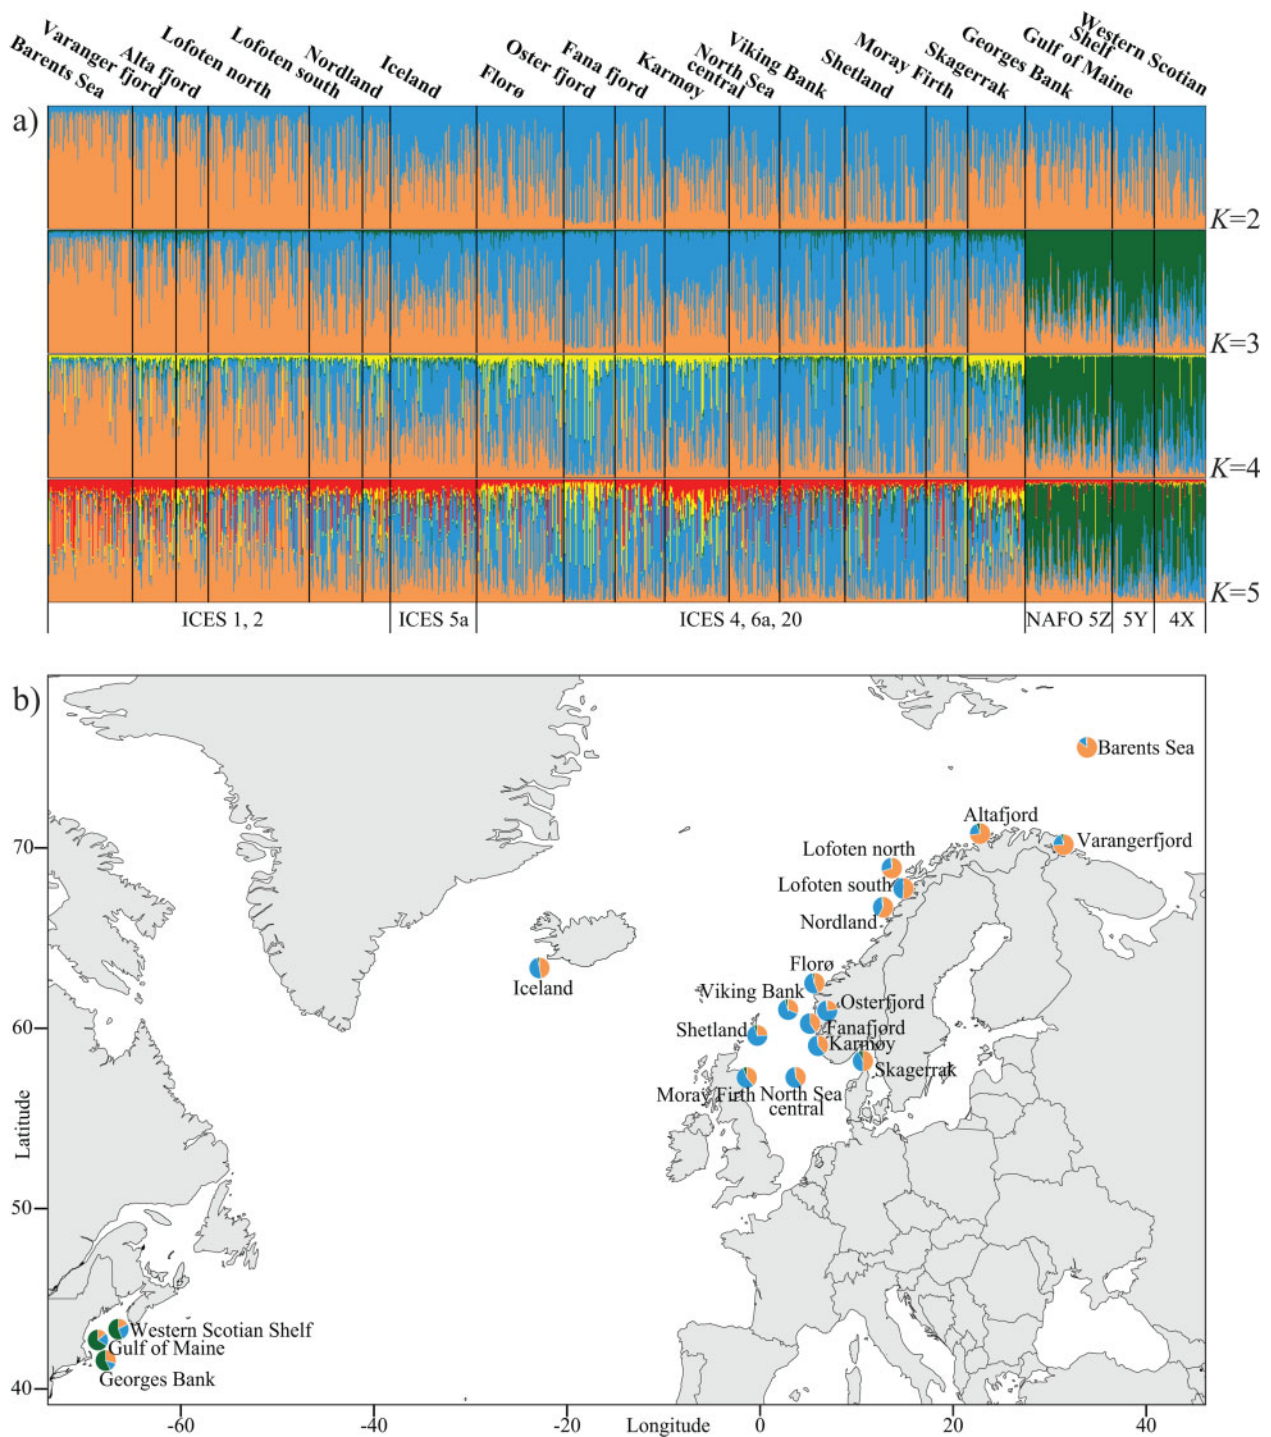 Barents Sea
Varanger fjord
Alta fjord
Lofoten north
Lofoten south
Nordland
Iceland
Florø
Oster fjord
Fana fjord
Karmøy
North Sea
central
Viking Bank
Shetland
Moray Firth
Skagerrak
Georges Bank
Gulf of Maine
Western Scotian
Shelf
a)
K=2
K=3
K=4
K=5
ICES 1, 2
ICES 5a
ICES 4, 6a, 20
NAFO 5Z
5Y
4X
b)
Barents Sea
Altafjord
Varangerfjord
Lofoten north
Lofoten south
Nordland
Iceland
Florø
Viking Bank
Osterfjord
Shetland
Fanafjord
Karmøy
Skagerrak
Moray Firth
North Sea
central
Western Scotian Shelf
Gulf of Maine
Georges Bank
Latitude
70
60
50
40
-60
-40
-20
Longitude
0
20
40